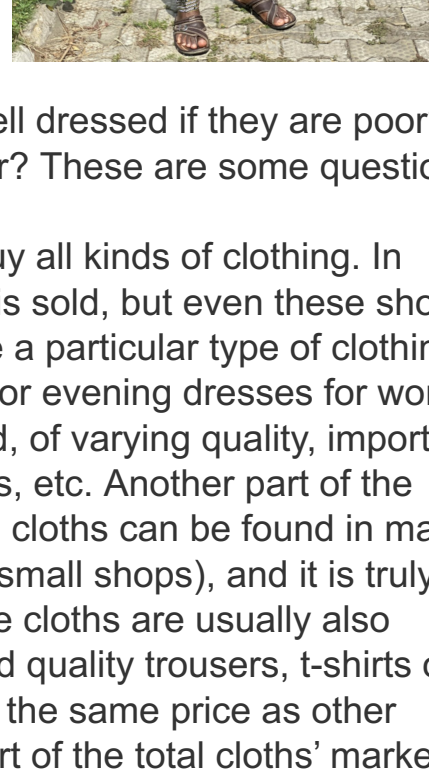 ell dressed if they are poor
r? These are some questio
uy all kinds of clothing. In
is sold, but even these sho
e a particular type of clothin
or evening dresses for wor
d, of varying quality, import
s, etc. Another part of the
cloths can be found in ma
small shops), and it is truly
e cloths are usually also
d quality trousers, t-shirts o
the same price as other
rt of the total cloths’ marke